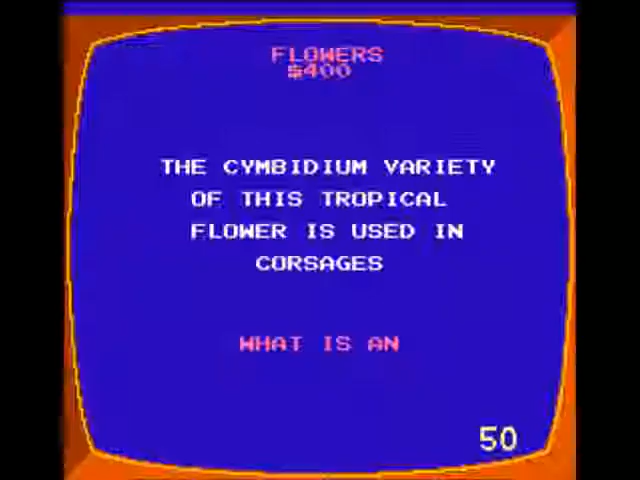 FLOWERS
$400
THE CYMBIDIUM VARIETY
OF THIS TROPICAL
FLOWER IS USED IN
CORSAGES
WHAT IS AN
50